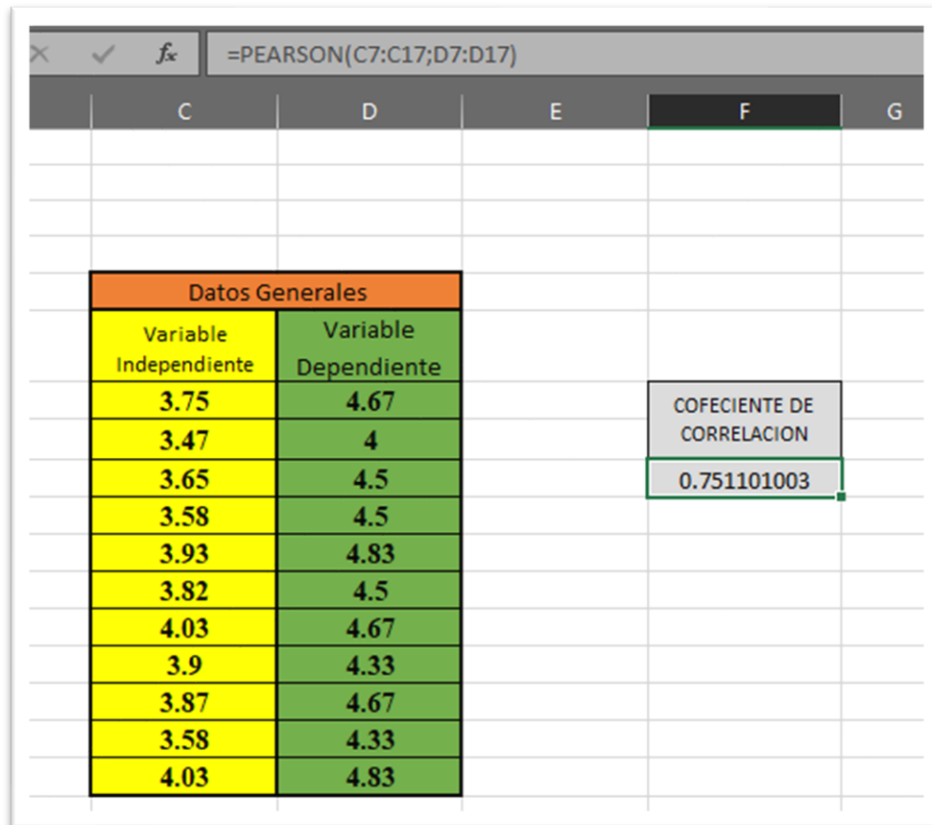 fx =PEARSON(C7:C17;D7:D17)
C D E F G
Datos Generales
Variable Independiente Variable Dependiente
3.75 4.67
3.47 4
3.65 4.5
3.58 4.5
3.93 4.83
3.82 4.5
4.03 4.67
3.9 4.33
3.87 4.67
3.58 4.33
4.03 4.83
COFECIENTE DE
CORRELACION
0.751101003